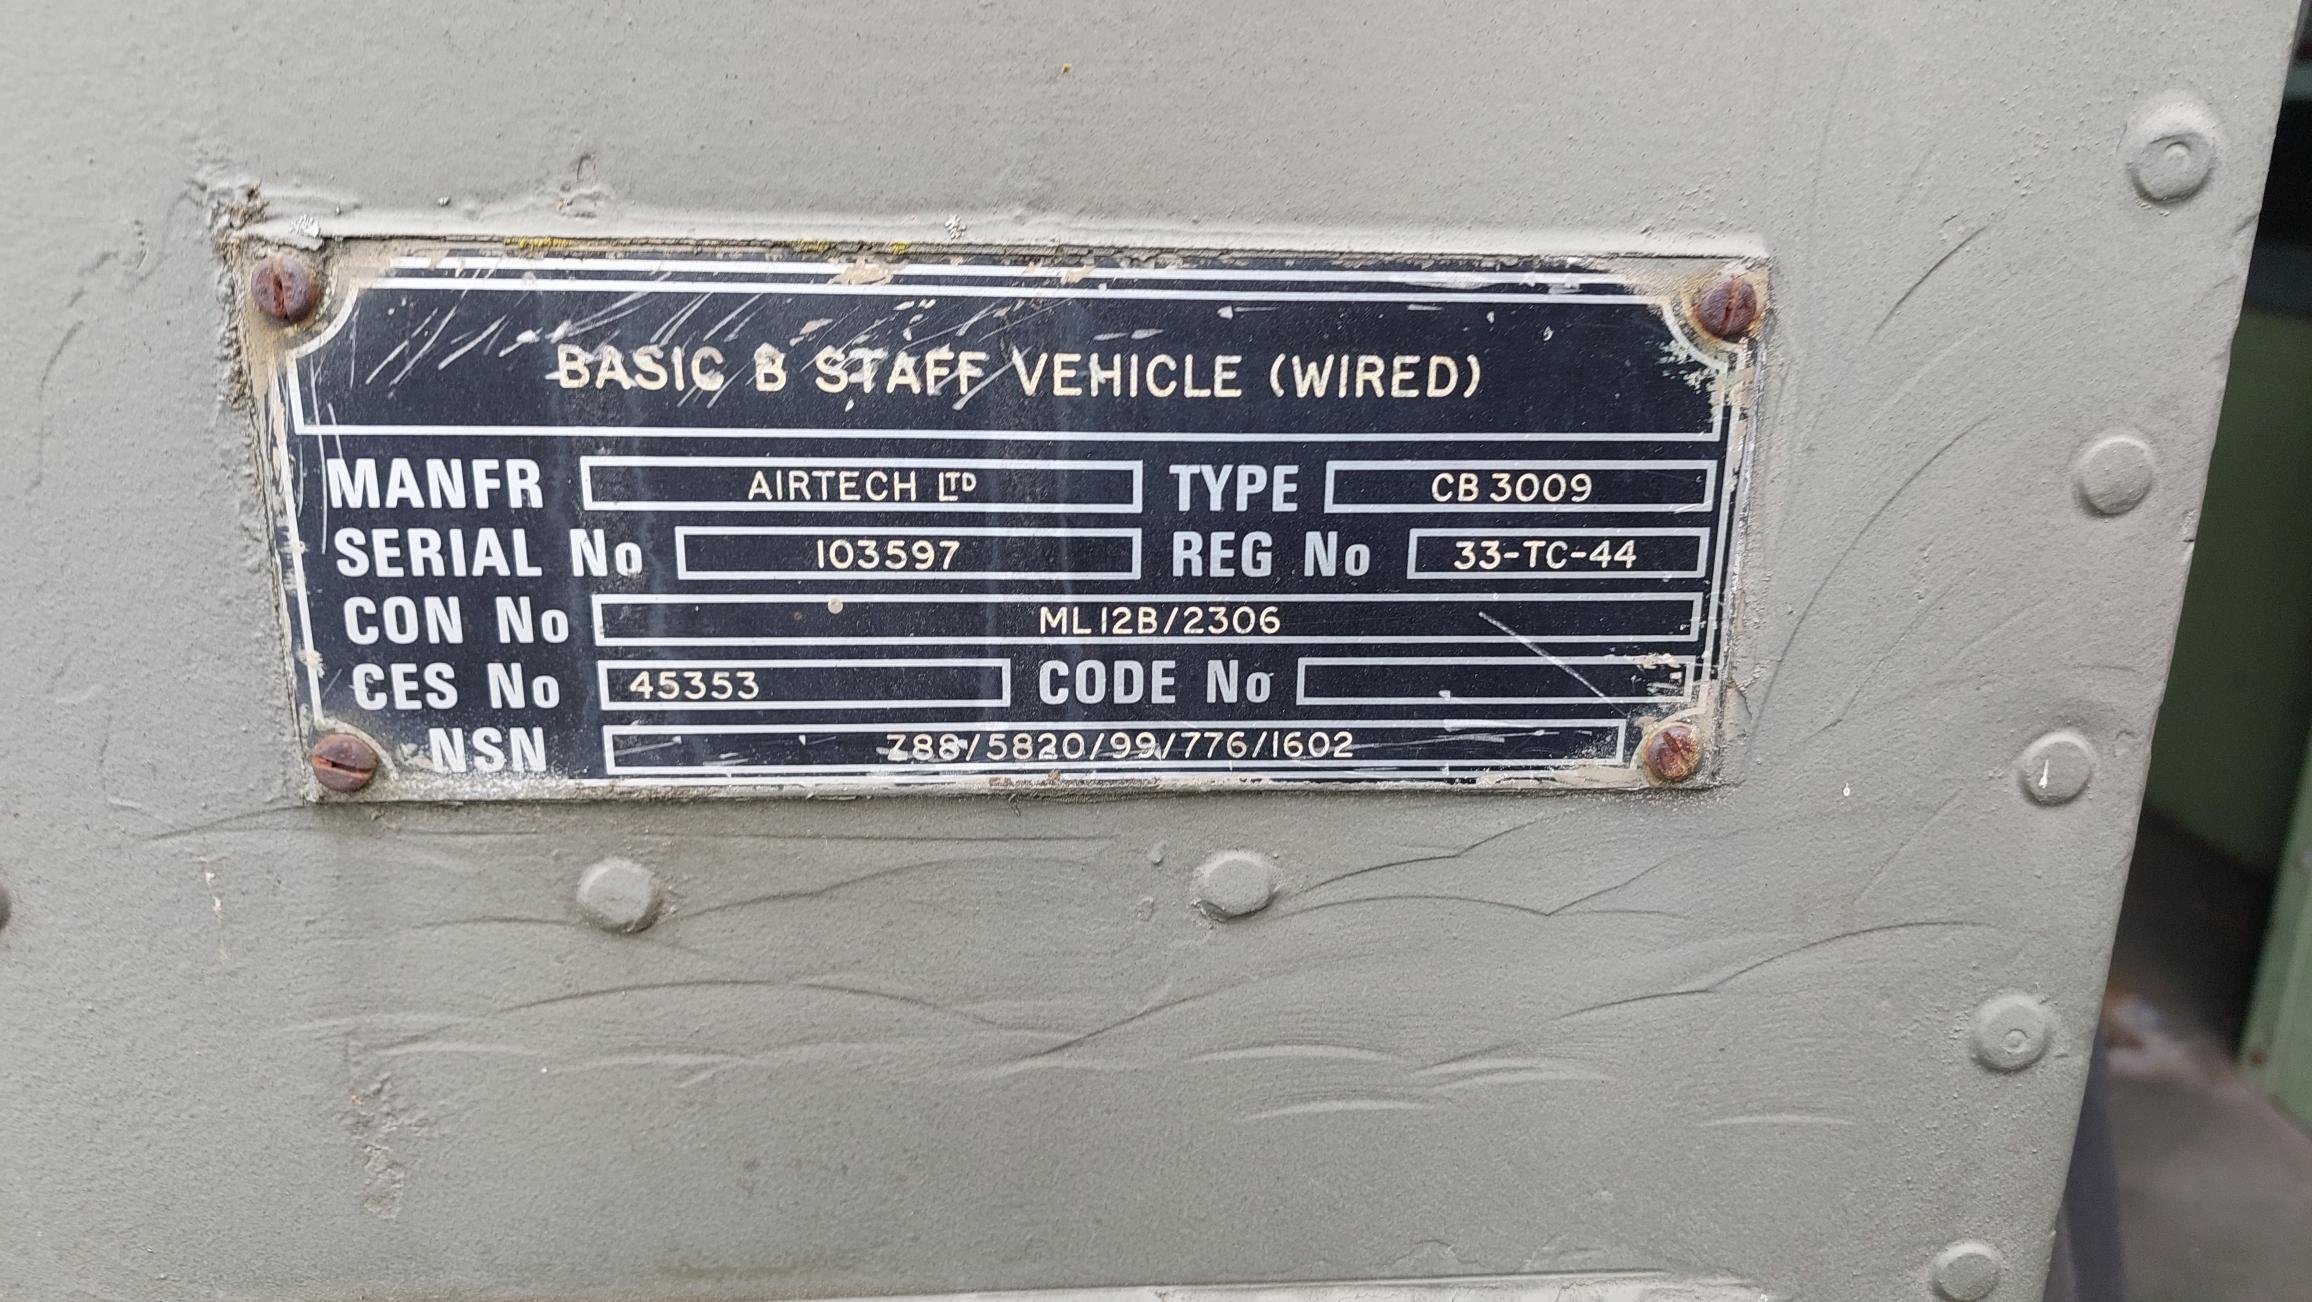 BASIC B STAFF VEHICLE (WIRED)
MANFR AIRTECH LTD TYPE CB 3009
SERIAL No 103597 REG No 33-TC-44
CON No ML12B/2306
CES No 45353 CODE No
NSN Z88/5820/99/776/1602